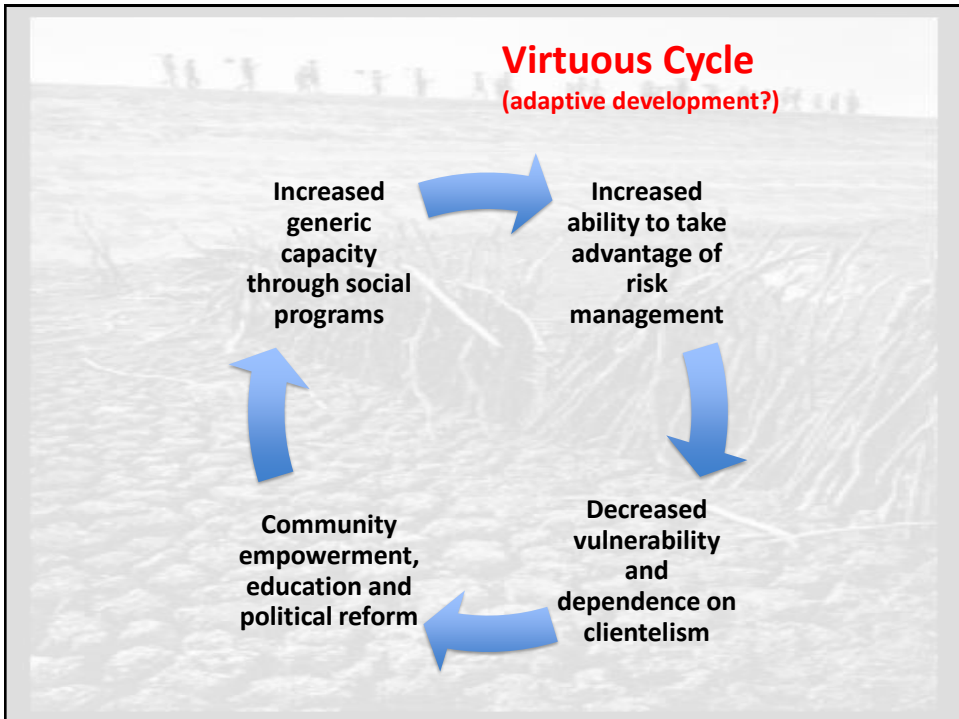 Virtuous Cycle
(adaptive development?)
Increased
generic
capacity
through social
programs
Increased
ability to take
advantage of
risk
management
Decreased
vulnerability
and
dependence on
clientelism
Community
empowerment,
education and
political reform